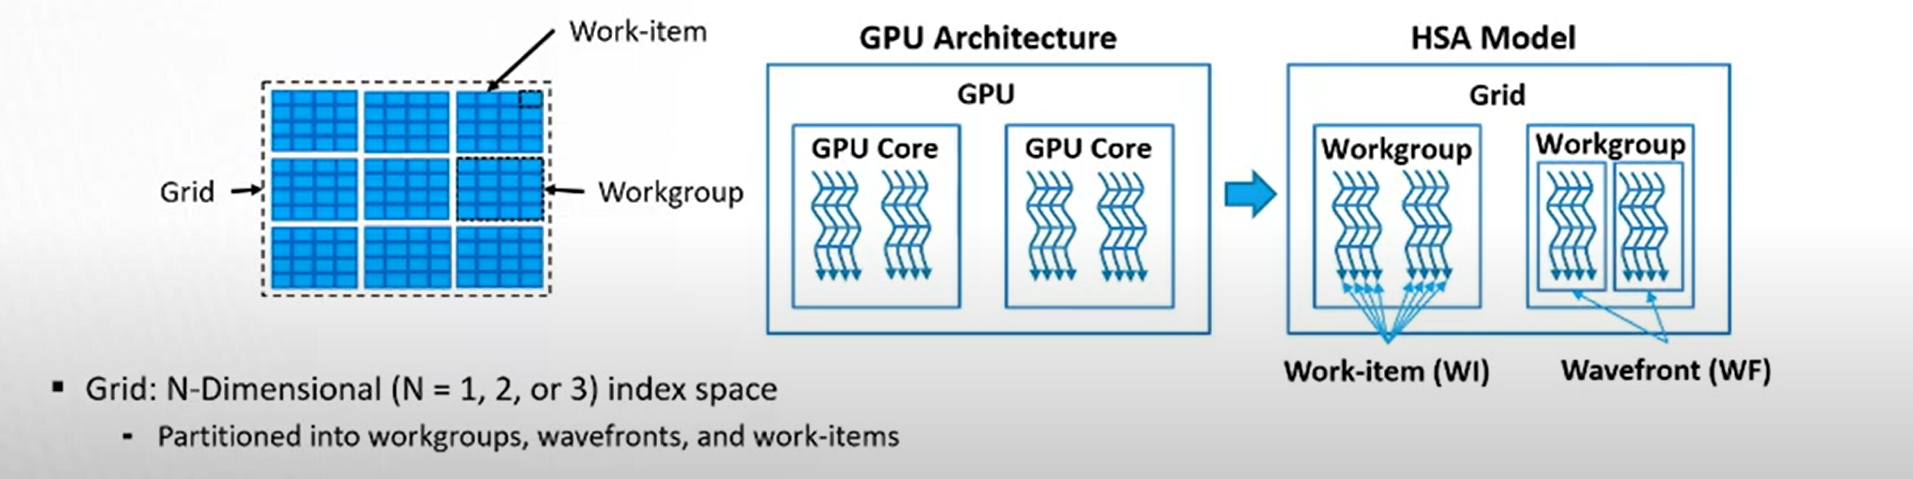 Work-item
Grid
Workgroup
GPU Architecture
GPU
GPU Core
GPU Core
HSA Model
Grid
Workgroup
Workgroup
Work-item (WI)
Wavefront (WF)
▪ Grid: N-Dimensional (N = 1, 2, or 3) index space
- Partitioned into workgroups, wavefronts, and work-items